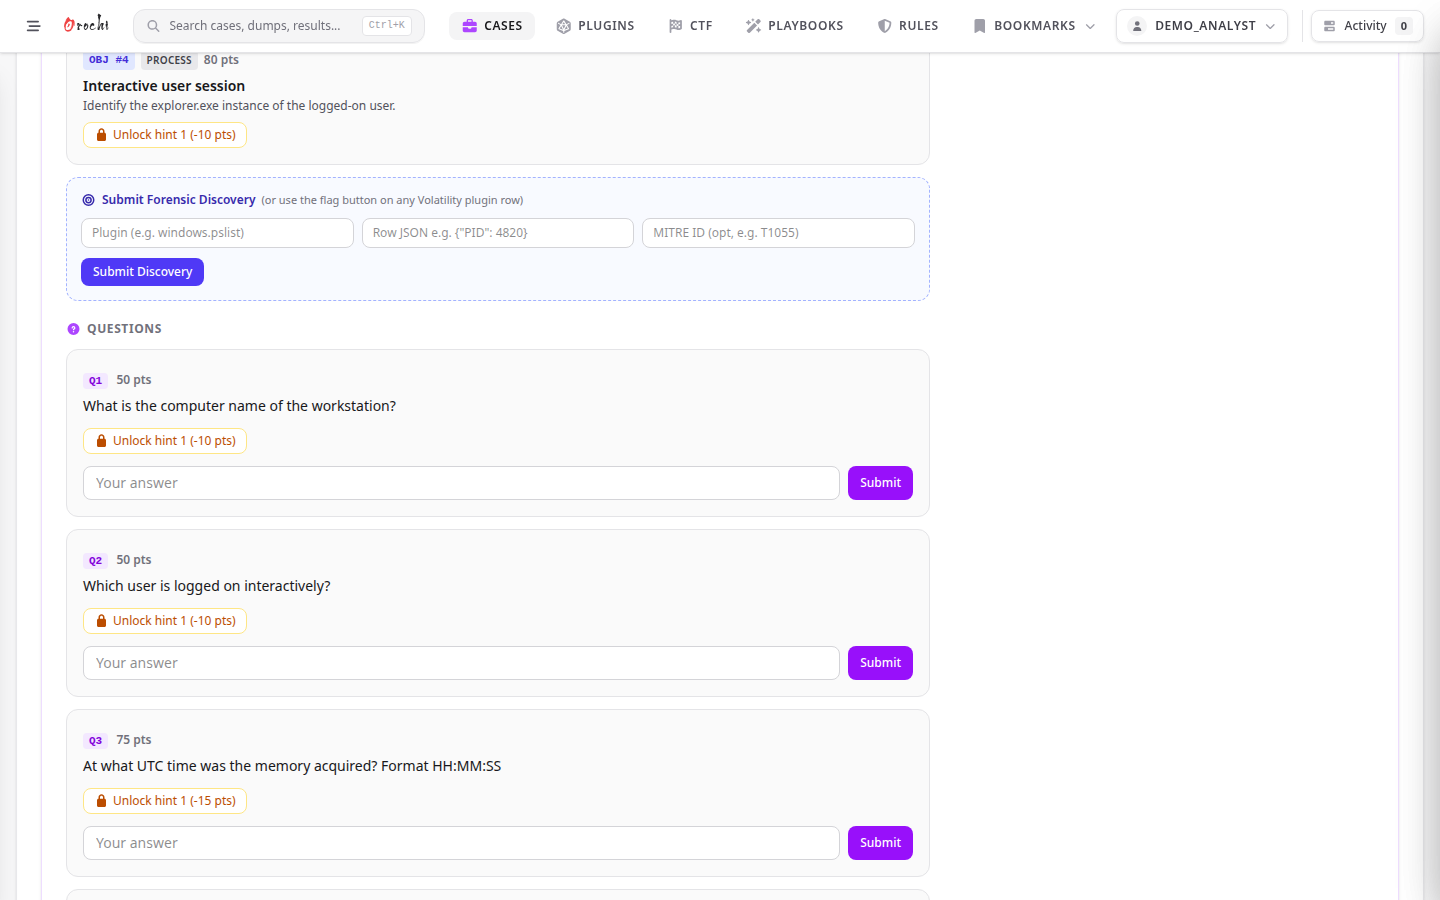 Orochi
Search cases, dumps, results...
Ctrl+K
CASES
PLUGINS
CTF
PLAYBOOKS
RULES
BOOKMARKS
DEMO_ANALYST
Activity
0
OBJ #4
PROCESS
80 pts
Interactive user session
Identify the explorer.exe instance of the logged-on user.
Unlock hint 1 (-10 pts)
Submit Forensic Discovery (or use the flag button on any Volatility plugin row)
Plugin (e.g. windows.pslist)
Row JSON e.g. {"PID": 4820}
MITRE ID (opt, e.g. T1055)
Submit Discovery
QUESTIONS
Q1 50 pts
What is the computer name of the workstation?
Unlock hint 1 (-10 pts)
Your answer
Submit
Q2 50 pts
Which user is logged on interactively?
Unlock hint 1 (-10 pts)
Your answer
Submit
Q3 75 pts
At what UTC time was the memory acquired? Format HH:MM:SS
Unlock hint 1 (-15 pts)
Your answer
Submit